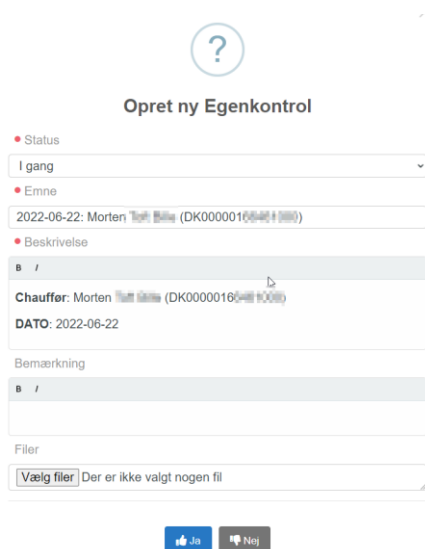 ?
Opret ny Egenkontrol
Status
I gang
Emne
2022-06-22: Morten
Beskrivelse
B I
Chauffør: Morten
DATO: 2022-06-22
Bemærkning
B I
Filer
Vælg filer Der er ikke valgt nogen fil
Ja Nej